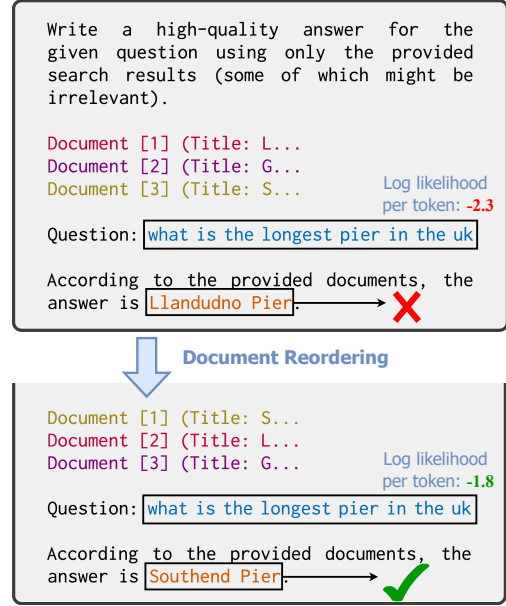 Write a high-quality answer for the
given question using only the provided
search results (some of which might be
irrelevant).
Document [1] (Title: L...
Document [2] (Title: G...
Document [3] (Title: S...
Log likelihood
per token: -2.3
Question: what is the longest pier in the uk
According to the provided documents, the
answer is Llandudno Pier.
Document Reordering
Document [1] (Title: S...
Document [2] (Title: L...
Document [3] (Title: G...
Log likelihood
per token: -1.8
Question: what is the longest pier in the uk
According to the provided documents, the
answer is Southend Pier.